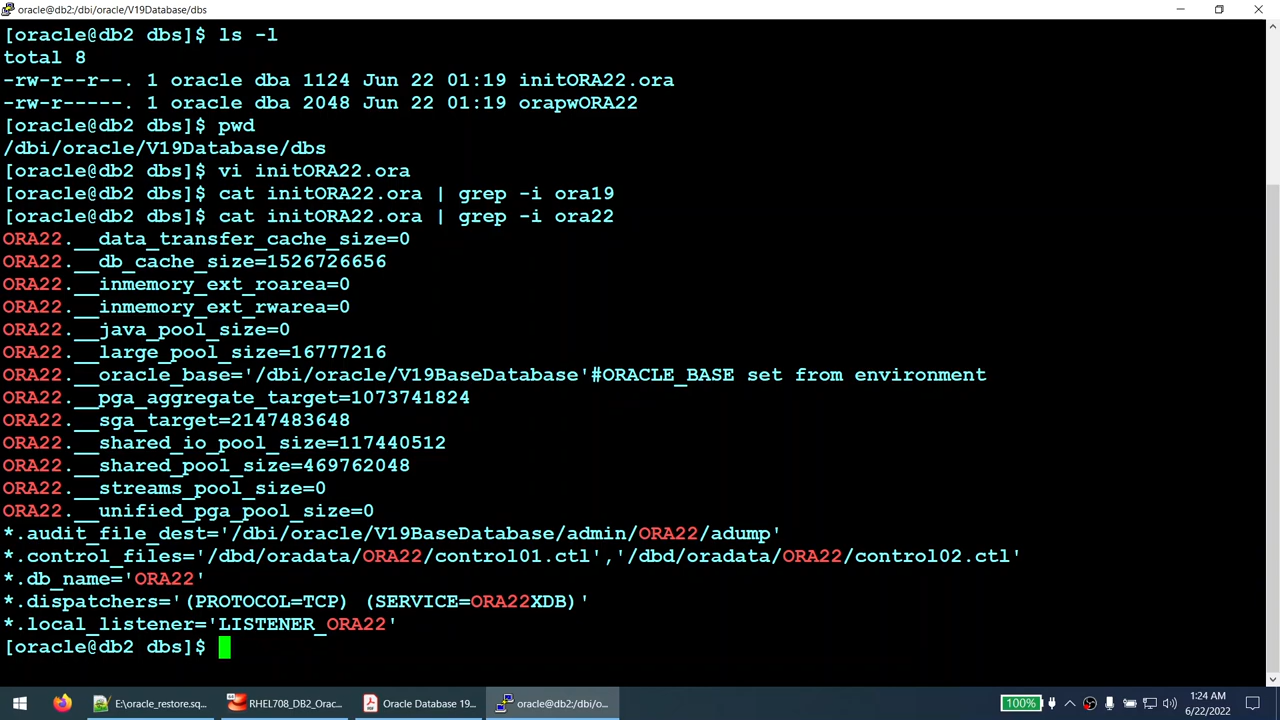 oracle@db2:/dbi/oracle/V19Database/dbs
[oracle@db2 dbs]$ ls -l
total 8
-rw-r--r--. 1 oracle dba 1124 Jun 22 01:19 initORA22.ora
-rw-r-----. 1 oracle dba 2048 Jun 22 01:19 orapwORA22
[oracle@db2 dbs]$ pwd
/dbi/oracle/V19Database/dbs
[oracle@db2 dbs]$ vi initORA22.ora
[oracle@db2 dbs]$ cat initORA22.ora | grep -i ora19
[oracle@db2 dbs]$ cat initORA22.ora | grep -i ora22
ORA22.__data_transfer_cache_size=0
ORA22.__db_cache_size=1526726656
ORA22.__inmemory_ext_roarea=0
ORA22.__inmemory_ext_rwarea=0
ORA22.__java_pool_size=0
ORA22.__large_pool_size=16777216
ORA22.__oracle_base='/dbi/oracle/V19BaseDatabase'#ORACLE_BASE set from environment
ORA22.__pga_aggregate_target=1073741824
ORA22.__sga_target=2147483648
ORA22.__shared_io_pool_size=117440512
ORA22.__shared_pool_size=469762048
ORA22.__streams_pool_size=0
ORA22.__unified_pga_pool_size=0
*.audit_file_dest='/dbi/oracle/V19BaseDatabase/admin/ORA22/adump'
*.control_files='/dbd/oradata/ORA22/control01.ctl','/dbd/oradata/ORA22/control02.ctl'
*.db_name='ORA22'
*.dispatchers='(PROTOCOL=TCP) (SERVICE=ORA22XDB)'
*.local_listener='LISTENER_ORA22'
[oracle@db2 dbs]$
E:\oracle_restore.sq...
RHEL708_DB2_Oracl...
Oracle Database 19...
oracle@db2:/dbi/o...
100%
1:24 AM
6/22/2022